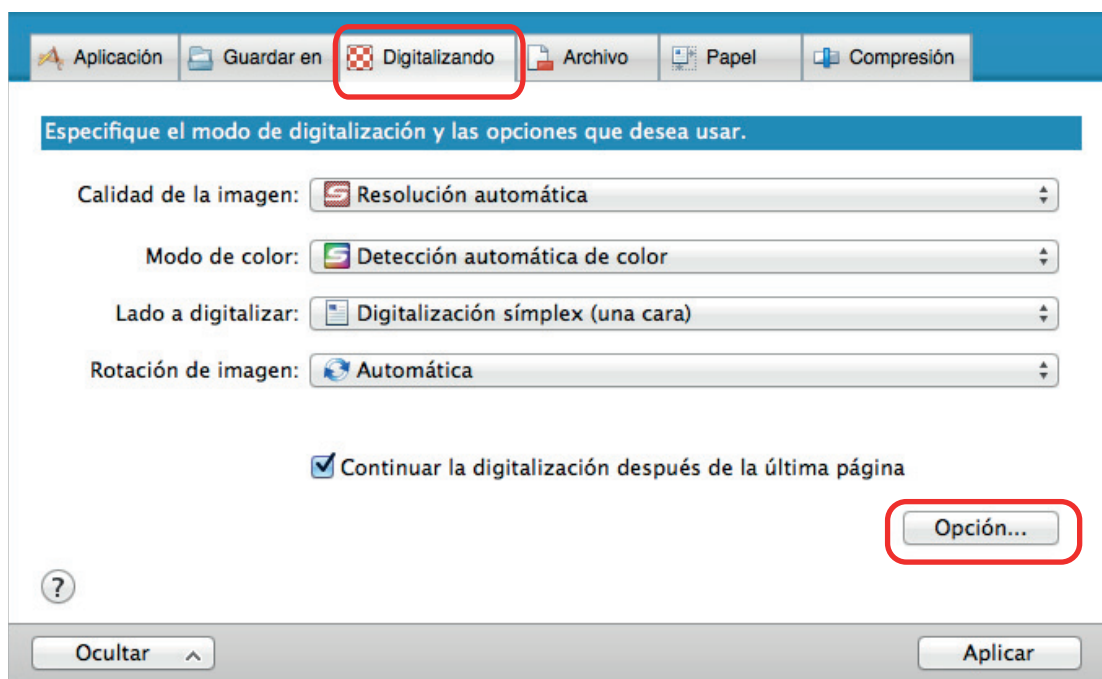 Aplicación Guardar en Digitalizando Archivo Papel Compresión
Especifique el modo de digitalización y las opciones que desea usar.
Calidad de la imagen: Resolución automática
Modo de color: Detección automática de color
Lado a digitalizar: Digitalización símplex (una cara)
Rotación de imagen: Automática
Continuar la digitalización después de la última página
Opción...
?
Ocultar Aplicar